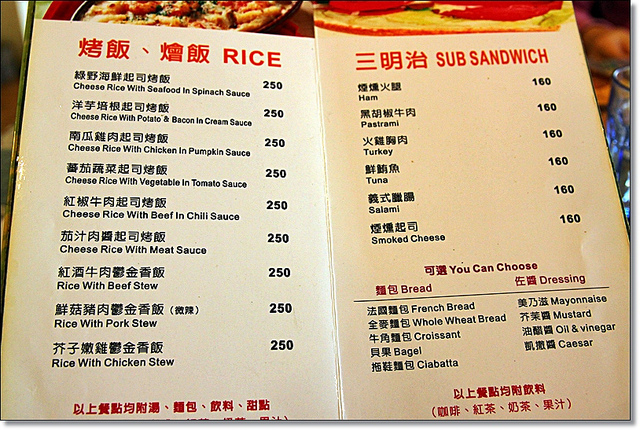 烤飯、燴飯 RICE
綠野海鮮起司烤飯 250
Cheese Rice With Seafood In Spinach Sauce
洋芋培根起司烤飯 250
Cheese Rice With Potato & Bacon In Cream Sauce
南瓜雞肉起司烤飯 250
Cheese Rice With Chicken In Pumpkin Sauce
蕃茄蔬菜起司烤飯 250
Cheese Rice With Vegetable In Tomato Sauce
紅椒牛肉起司烤飯 250
Cheese Rice With Beef In Chili Sauce
茄汁肉醬起司烤飯 250
Cheese Rice With Meat Sauce
紅酒牛肉鬱金香飯 250
Rice With Beef Stew
鮮菇豬肉鬱金香飯(微辣) 250
Rice With Pork Stew
芥子嫩雞鬱金香飯 250
Rice With Chicken Stew
以上餐點均附湯、麵包、飲料、甜點
三明治 SUB SANDWICH
煙燻火腿 160
Ham
黑胡椒牛肉 160
Pastrami
火雞胸肉 160
Turkey
鮮鮪魚 160
Tuna
義式臘腸 160
Salami
煙燻起司 160
Smoked Cheese
可選 You Can Choose
麵包 Bread 佐醬 Dressing
法國麵包 French Bread 美乃滋 Mayonnaise
全麥麵包 Whole Wheat Bread 芥茉醬 Mustard
牛角麵包 Croissant 油醋醬 Oil & vinegar
貝果 Bagel 凱撒醬 Caesar
拖鞋麵包 Ciabatta
以上餐點均附飲料
(咖啡、紅茶、奶茶、果汁)